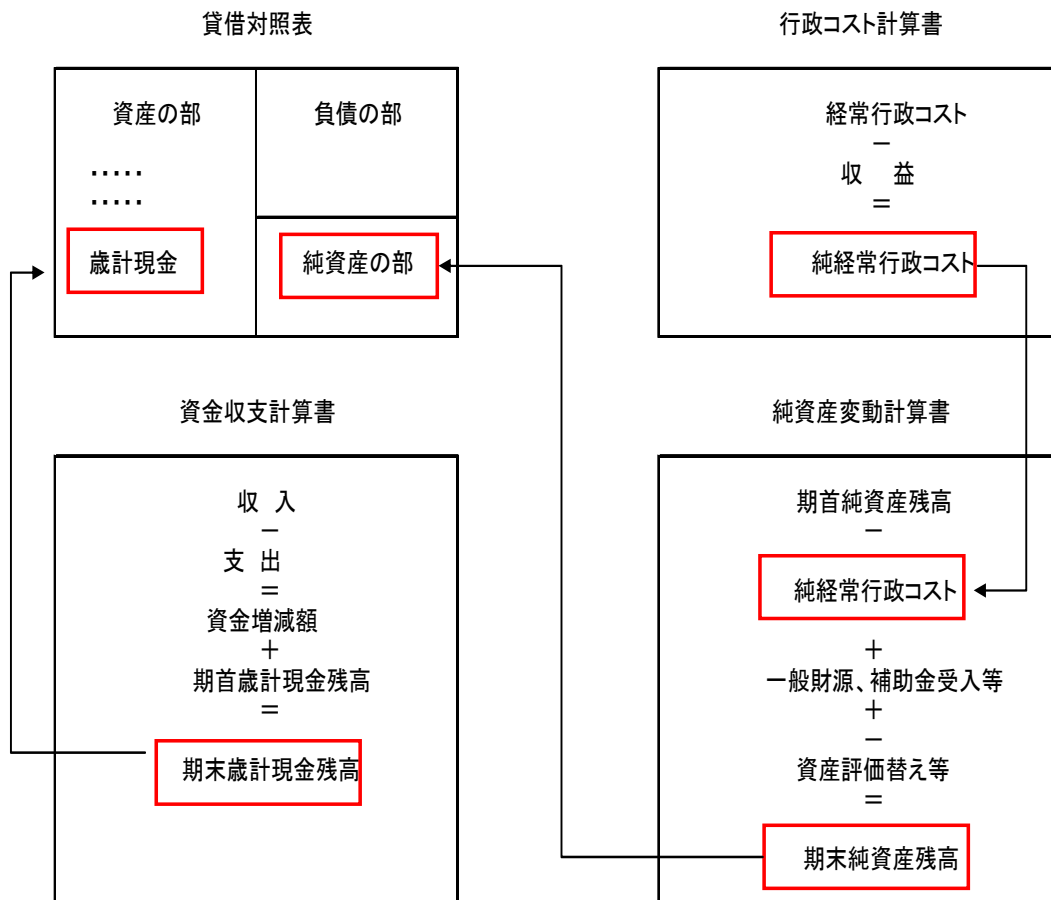 貸借対照表
資産の部
‥‥‥
‥‥‥
歳計現金
負債の部
純資産の部
行政コスト計算書
経常行政コスト
－
収　益
＝
純経常行政コスト
資金収支計算書
収 入
－
支 出
＝
資金増減額
＋
期首歳計現金残高
＝
期末歳計現金残高
純資産変動計算書
期首純資産残高
－
純経常行政コスト
＋
一般財源、補助金受入等
＋
－
資産評価替え等
＝
期末純資産残高